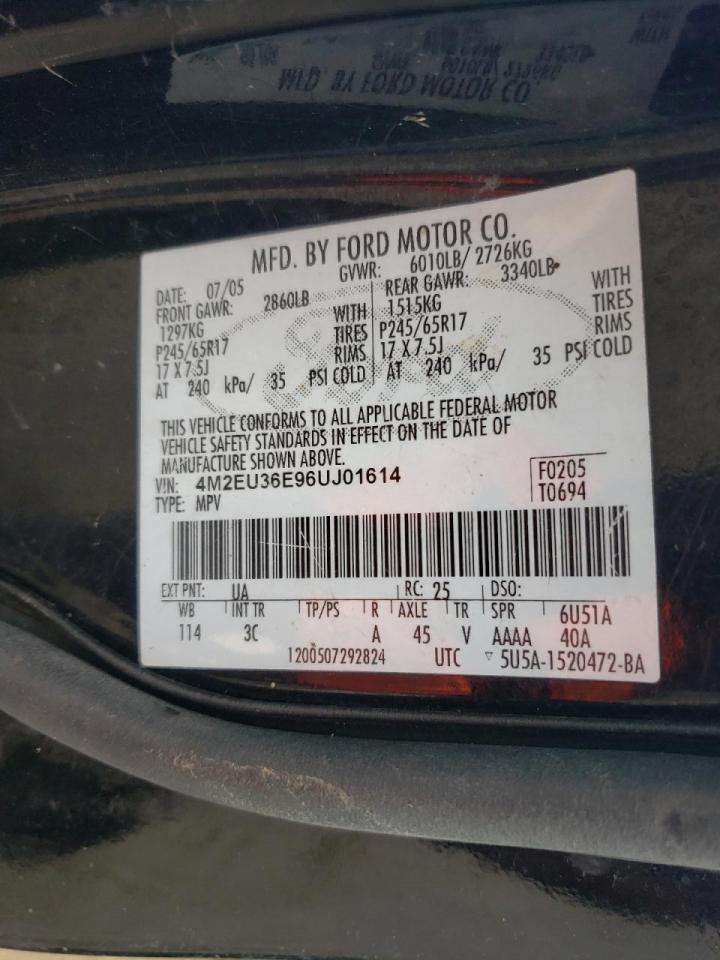 MFD. BY FORD MOTOR CO.
DATE: 07/05 GVWR: 6010LB/ 2726KG
FRONT GAWR: 2860LB REAR GAWR: 3340LB
1297KG WITH 1515KG WITH
P245/65R17 TIRES P245/65R17 TIRES
17 X 7.5J RIMS 17 X 7.5J RIMS
AT 240 kPa/ 35 PSI COLD AT 240 kPa/ 35 PSI COLD
THIS VEHICLE CONFORMS TO ALL APPLICABLE FEDERAL MOTOR
VEHICLE SAFETY STANDARDS IN EFFECT ON THE DATE OF
MANUFACTURE SHOWN ABOVE.
VIN: 4M2EU36E96UJ01614 F0205
TYPE: MPV T0694
EXT PNT: UA RC: 25 DSO:
WB INT TR TP/PS R AXLE TR SPR 6U51A
114 3C A 45 V AAAA 40A
1200507292824 UTC ▽ 5U5A-1520472-BA